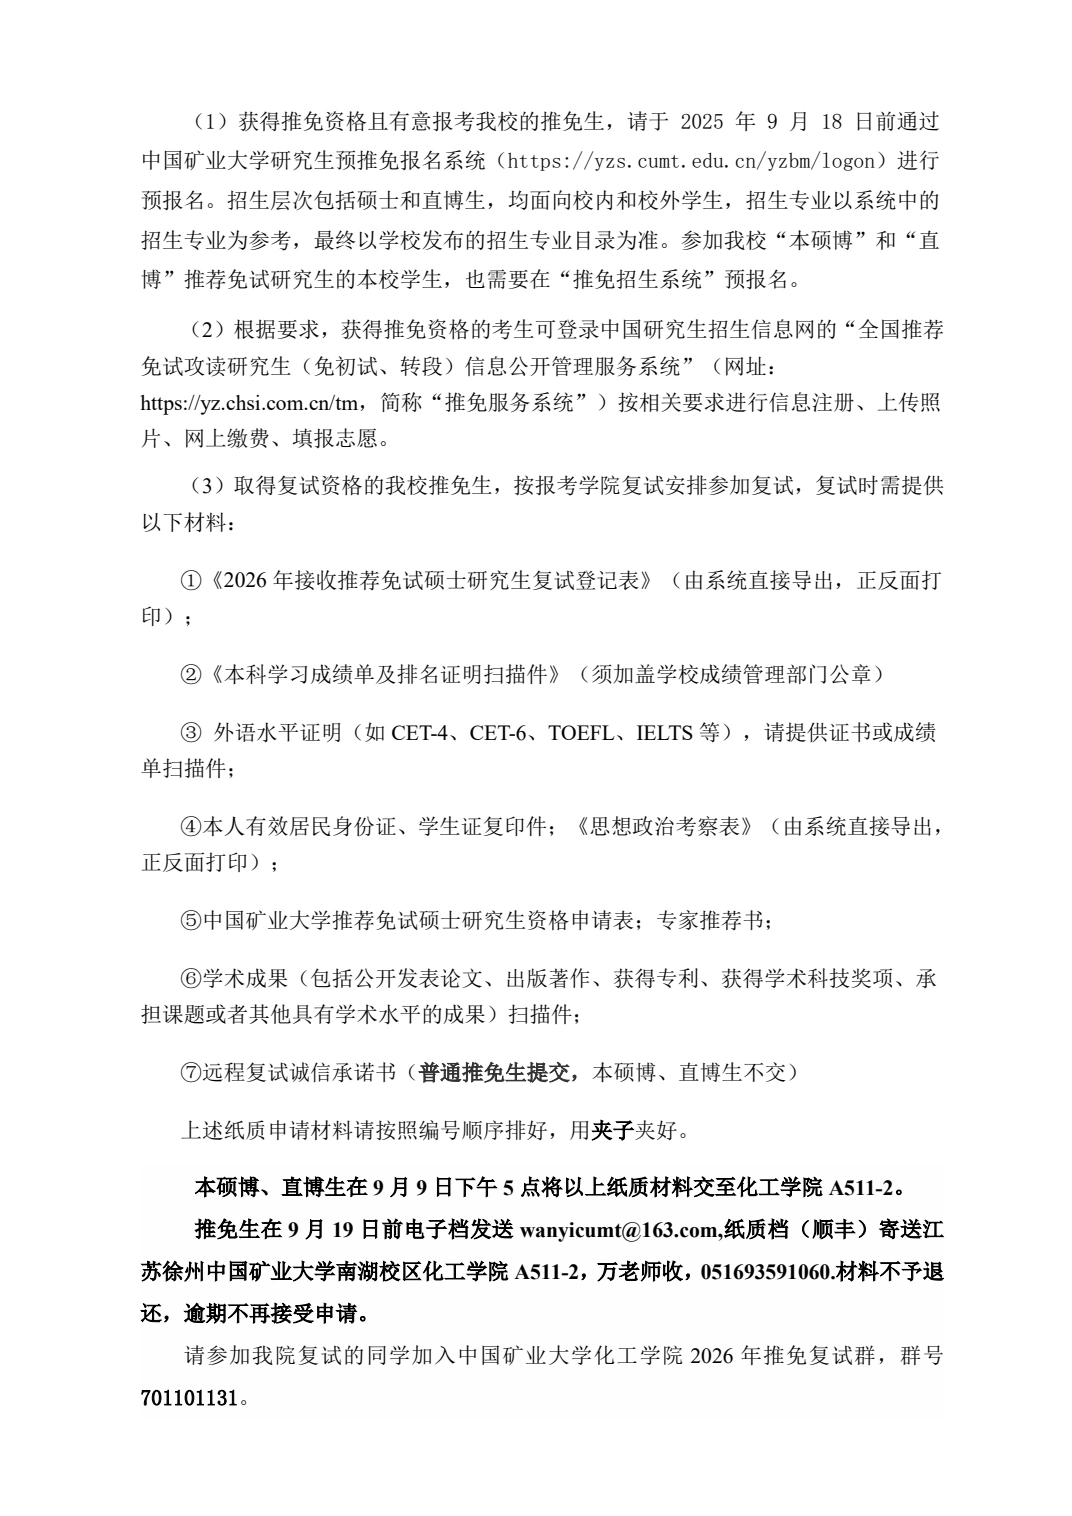 （1）获得推免资格且有意报考我校的推免生，请于 2025 年 9 月 18 日前通过
中国矿业大学研究生预推免报名系统（https://yzs.cumt.edu.cn/yzbm/logon）进行
预报名。招生层次包括硕士和直博生，均面向校内和校外学生，招生专业以系统中的
招生专业为参考，最终以学校发布的招生专业目录为准。参加我校“本硕博”和“直
博”推荐免试研究生的本校学生，也需要在“推免招生系统”预报名。
（2）根据要求，获得推免资格的考生可登录中国研究生招生信息网的“全国推荐
免试攻读研究生（免初试、转段）信息公开管理服务系统”（网址：
https://yz.chsi.com.cn/tm，简称“推免服务系统”）按相关要求进行信息注册、上传照
片、网上缴费、填报志愿。
（3）取得复试资格的我校推免生，按报考学院复试安排参加复试，复试时需提供
以下材料：
①《2026 年接收推荐免试硕士研究生复试登记表》（由系统直接导出，正反面打
印）；
②《本科学习成绩单及排名证明扫描件》（须加盖学校成绩管理部门公章）
③ 外语水平证明（如 CET-4、CET-6、TOEFL、IELTS 等），请提供证书或成绩
单扫描件；
④本人有效居民身份证、学生证复印件；《思想政治考察表》（由系统直接导出，
正反面打印）；
⑤中国矿业大学推荐免试硕士研究生资格申请表；专家推荐书；
⑥学术成果（包括公开发表论文、出版著作、获得专利、获得学术科技奖项、承
担课题或者其他具有学术水平的成果）扫描件；
⑦远程复试诚信承诺书（普通推免生提交，本硕博、直博生不交）
上述纸质申请材料请按照编号顺序排好，用夹子夹好。
本硕博、直博生在 9 月 9 日下午 5 点将以上纸质材料交至化工学院 A511-2。
推免生在 9 月 19 日前电子档发送 wanyicumt@163.com,纸质档（顺丰）寄送江
苏徐州中国矿业大学南湖校区化工学院 A511-2，万老师收，051693591060.材料不予退
还，逾期不再接受申请。
请参加我院复试的同学加入中国矿业大学化工学院 2026 年推免复试群，群号
701101131。